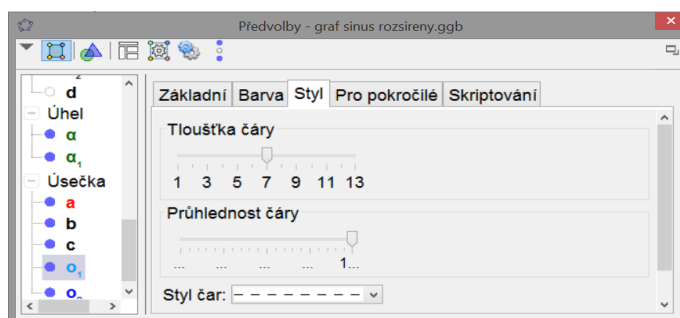 Předvolby - graf sinus rozsireny.ggb
d
Úhel
α
α₁
Úsečka
a
b
c
o₁
Základní Barva Styl Pro pokročilé Skriptování
Tloušťka čáry
1 3 5 7 9 11 13
Průhlednost čáry
... ... ... ... 1...
Styl čar: